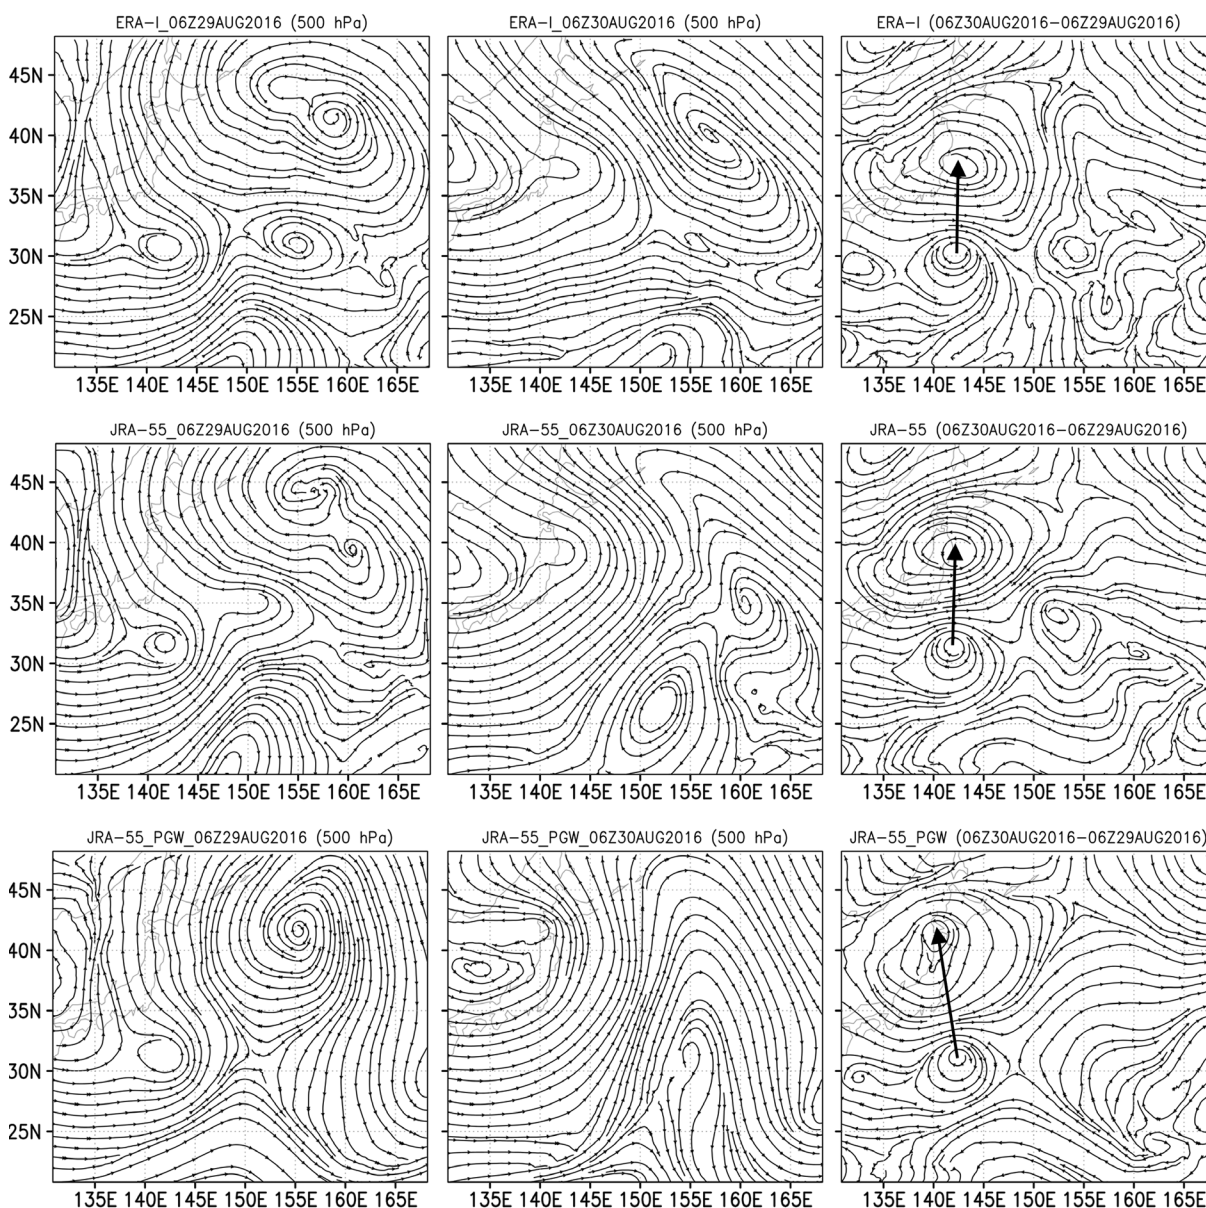 ERA-I_06Z29AUG2016 (500 hPa)
ERA-I_06Z30AUG2016 (500 hPa)
ERA-I (06Z30AUG2016-06Z29AUG2016)
45N
40N
35N
30N
25N
135E 140E 145E 150E 155E 160E 165E
135E 140E 145E 150E 155E 160E 165E
135E 140E 145E 150E 155E 160E 165E
JRA-55_06Z29AUG2016 (500 hPa)
JRA-55_06Z30AUG2016 (500 hPa)
JRA-55 (06Z30AUG2016-06Z29AUG2016)
45N
40N
35N
30N
25N
135E 140E 145E 150E 155E 160E 165E
135E 140E 145E 150E 155E 160E 165E
135E 140E 145E 150E 155E 160E 165E
JRA-55_PGW_06Z29AUG2016 (500 hPa)
JRA-55_PGW_06Z30AUG2016 (500 hPa)
JRA-55_PGW (06Z30AUG2016-06Z29AUG2016)
45N
40N
35N
30N
25N
135E 140E 145E 150E 155E 160E 165E
135E 140E 145E 150E 155E 160E 165E
135E 140E 145E 150E 155E 160E 165E